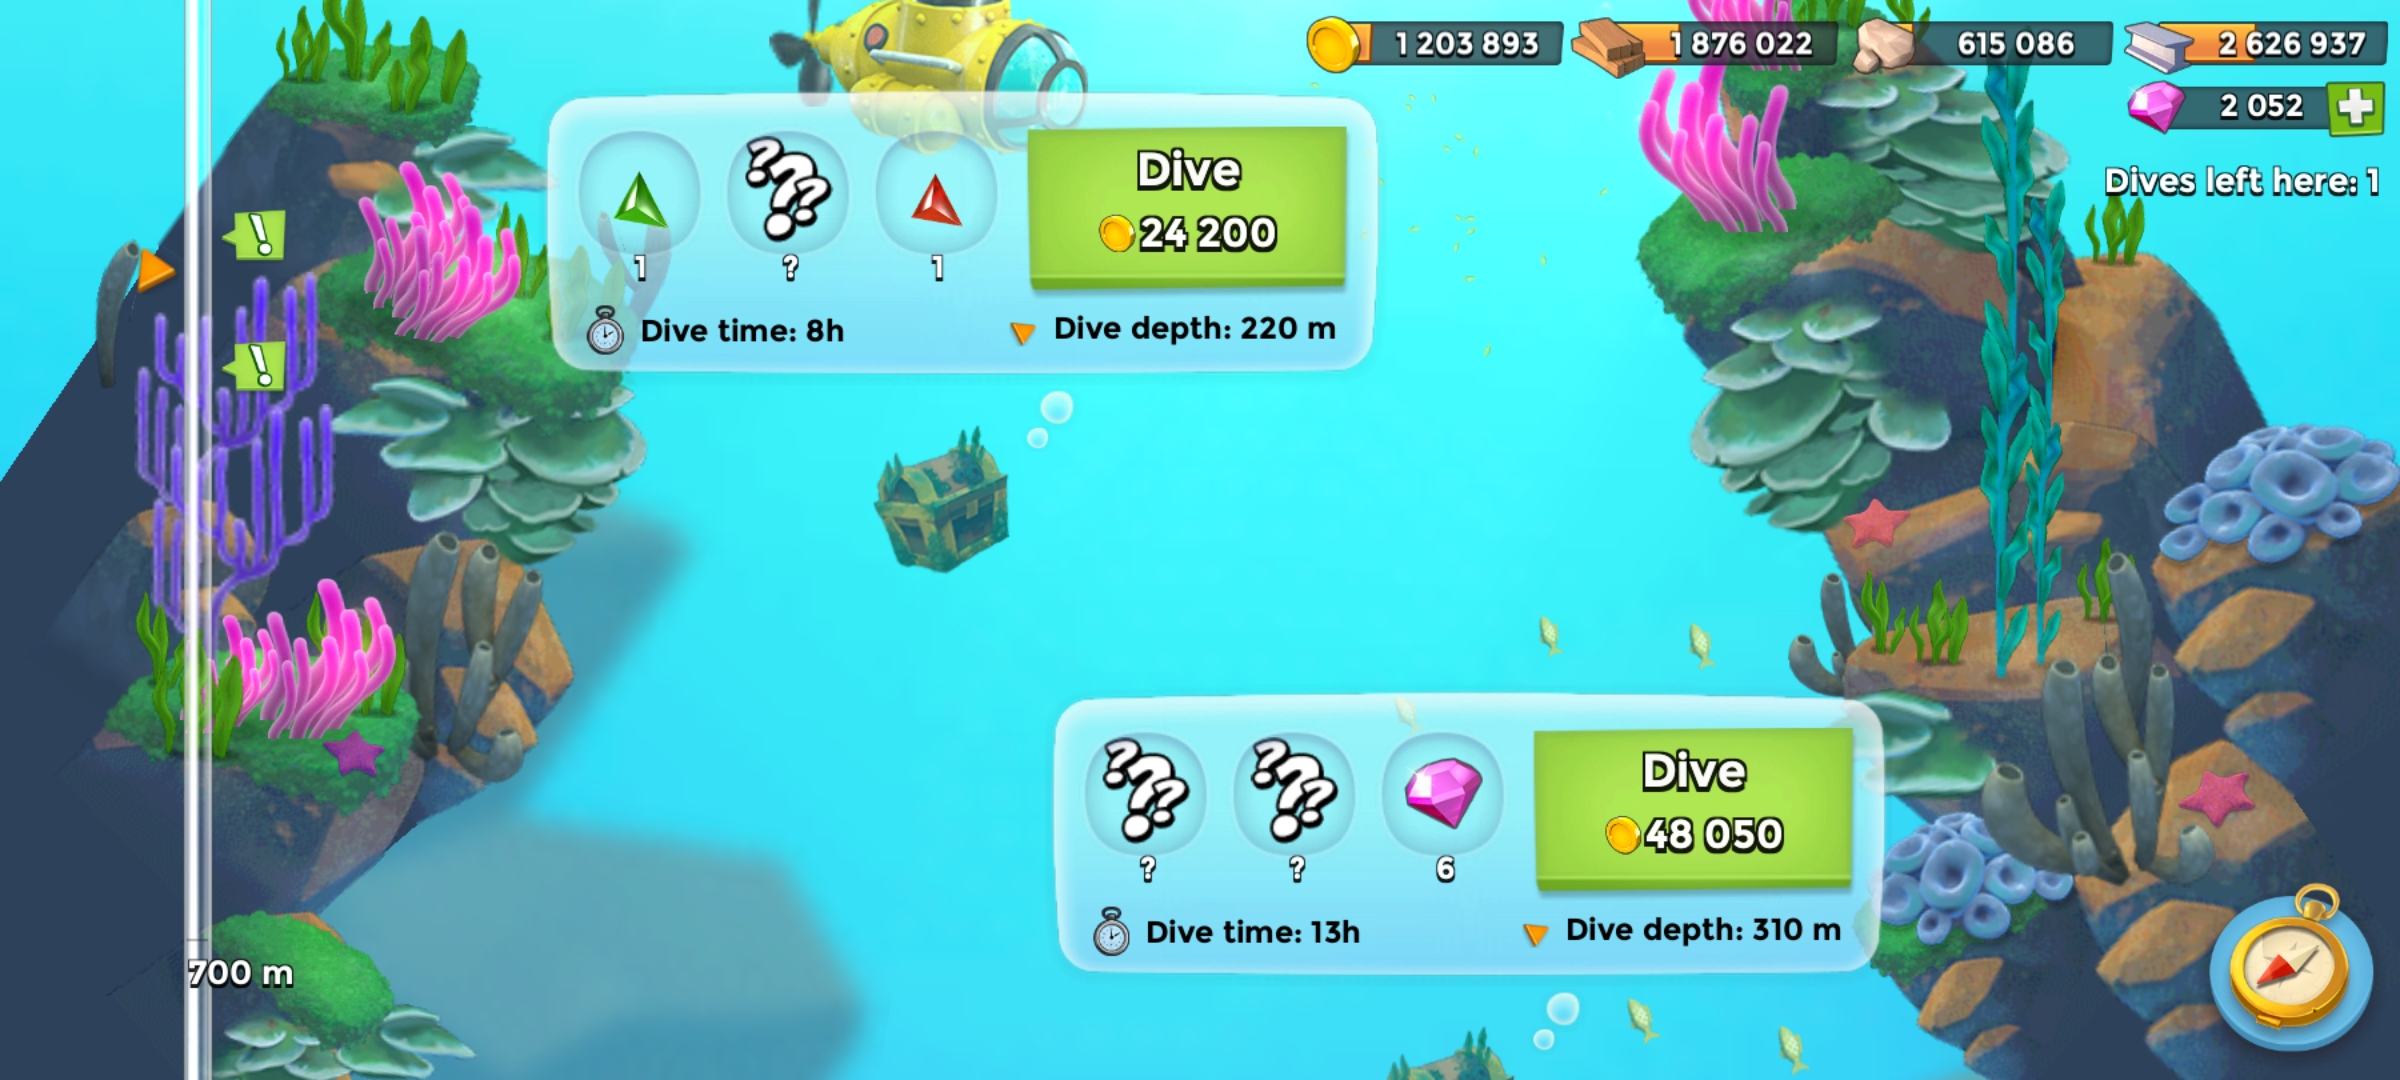 1 203 893
1 876 022
615 086
2 626 937
2 052
Dives left here: 1
Dive
24 200
1
?
1
Dive time: 8h
Dive depth: 220 m
Dive
48 050
?
?
6
Dive time: 13h
Dive depth: 310 m
700 m